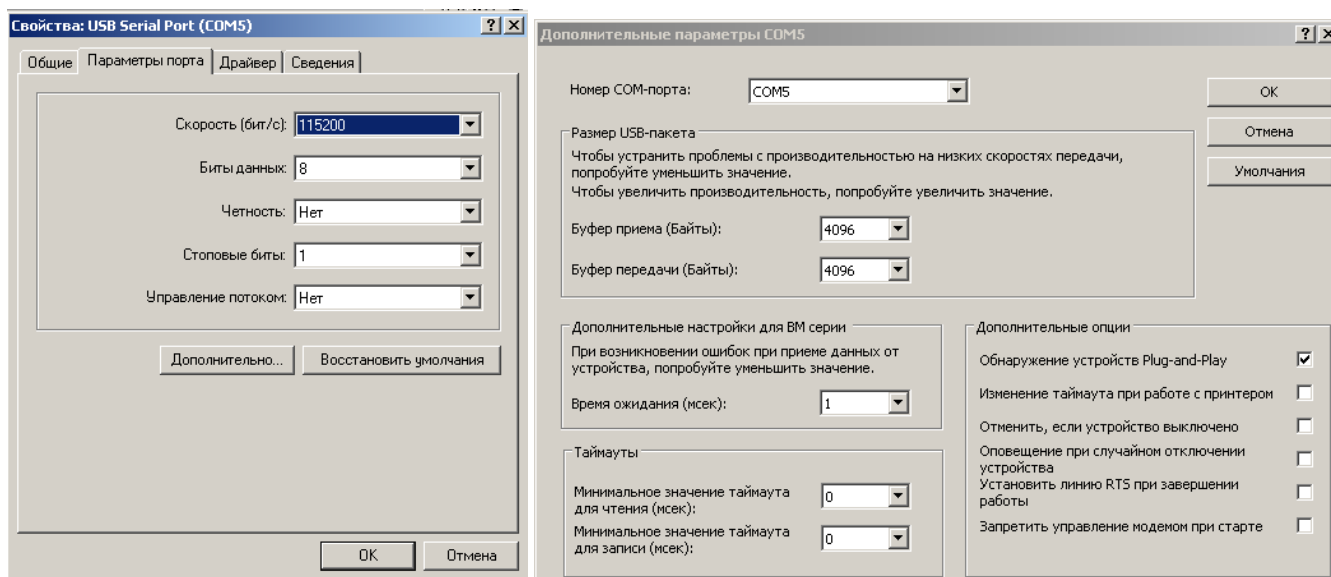 Свойства: USB Serial Port (COM5)
Общие
Параметры порта
Драйвер
Сведения
Скорость (бит/с): 115200
Биты данных: 8
Четность: Нет
Стоповые биты: 1
Управление потоком: Нет
Дополнительно...
Восстановить умолчания
OK
Отмена
Дополнительные параметры COM5
Номер COM-порта: COM5
OK
Отмена
Умолчания
Размер USB-пакета
Чтобы устранить проблемы с производительностью на низких скоростях передачи,
попробуйте уменьшить значение.
Чтобы увеличить производительность, попробуйте увеличить значение.
Буфер приема (Байты): 4096
Буфер передачи (Байты): 4096
Дополнительные настройки для BM серии
При возникновении ошибок при приеме данных от
устройства, попробуйте уменьшить значение.
Время ожидания (мсек): 1
Таймауты
Минимальное значение таймаута
для чтения (мсек): 0
Минимальное значение таймаута
для записи (мсек): 0
Дополнительные опции
Обнаружение устройств Plug-and-Play
Изменение таймаута при работе с принтером
Отменить, если устройство выключено
Оповещение при случайном отключении
устройства
Установить линию RTS при завершении
работы
Запретить управление модемом при старте